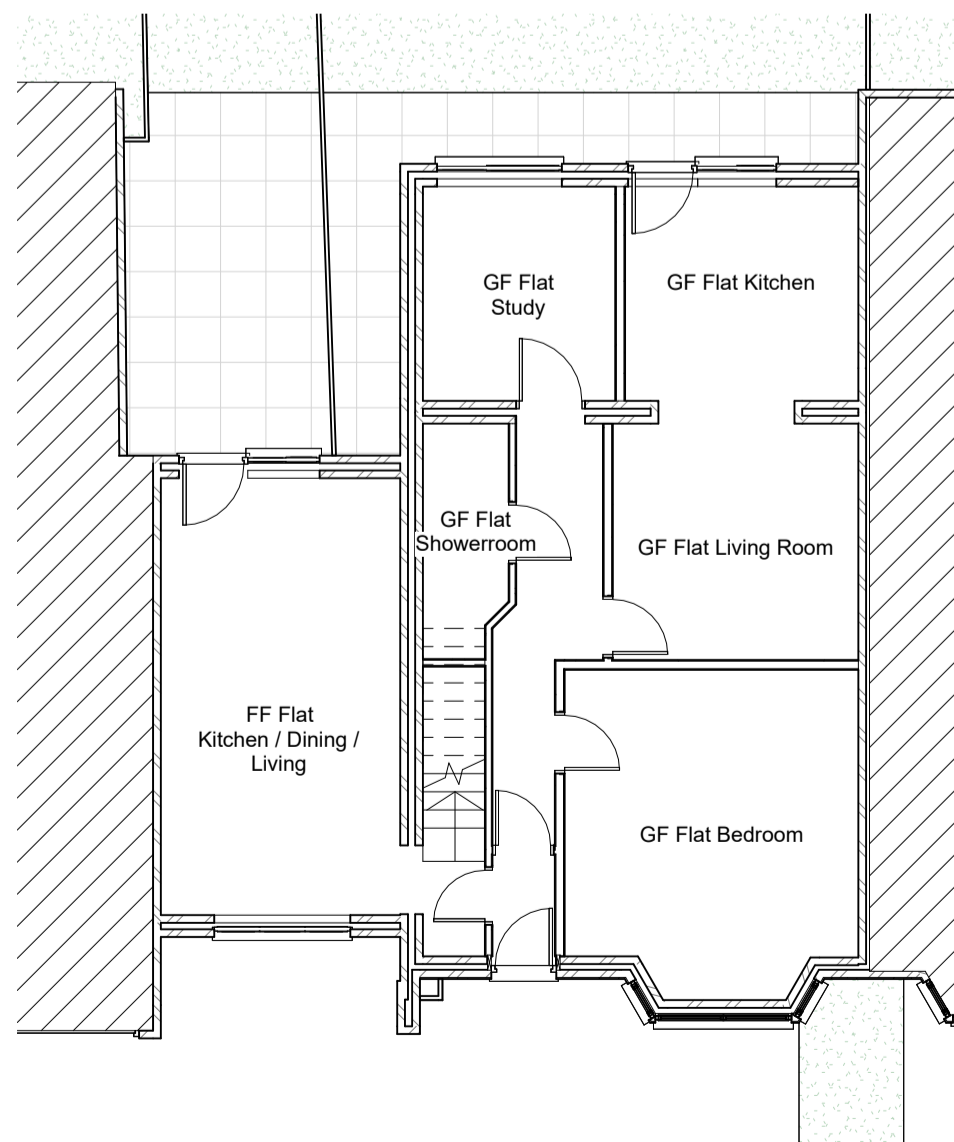 GF Flat
Study
GF Flat Kitchen
GF Flat
Showerroom
GF Flat Living Room
FF Flat
Kitchen / Dining /
Living
GF Flat Bedroom